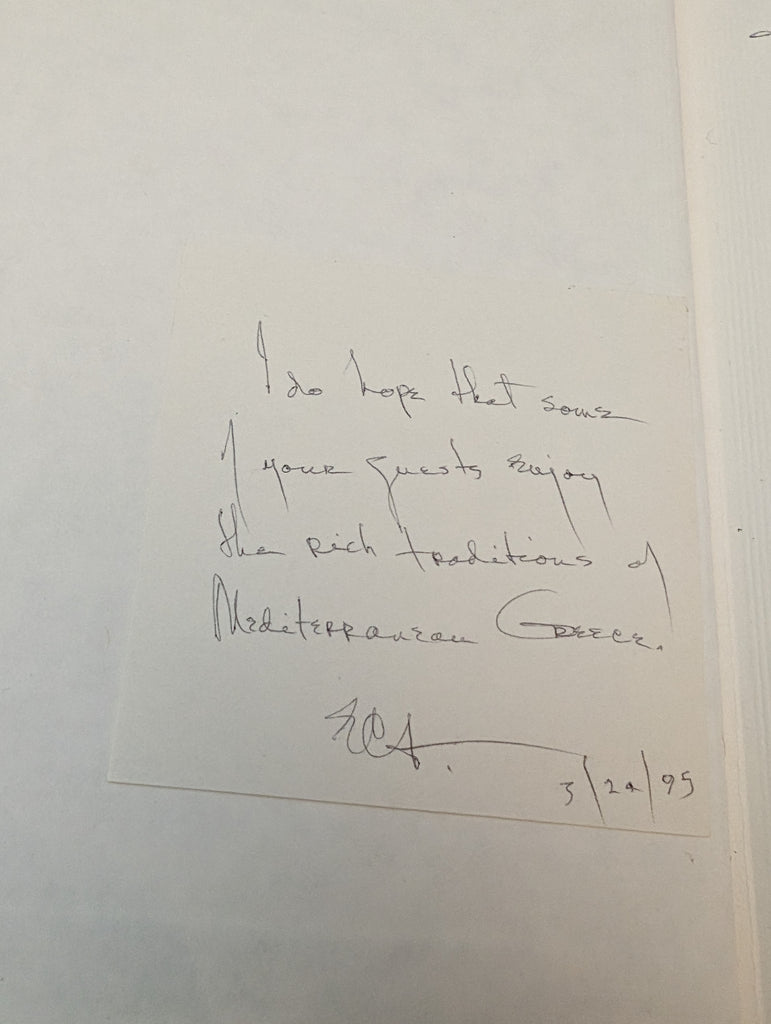 I do hope that some
of your guests enjoy
the rich traditions of
Mediterranean Greece.
3/24/95